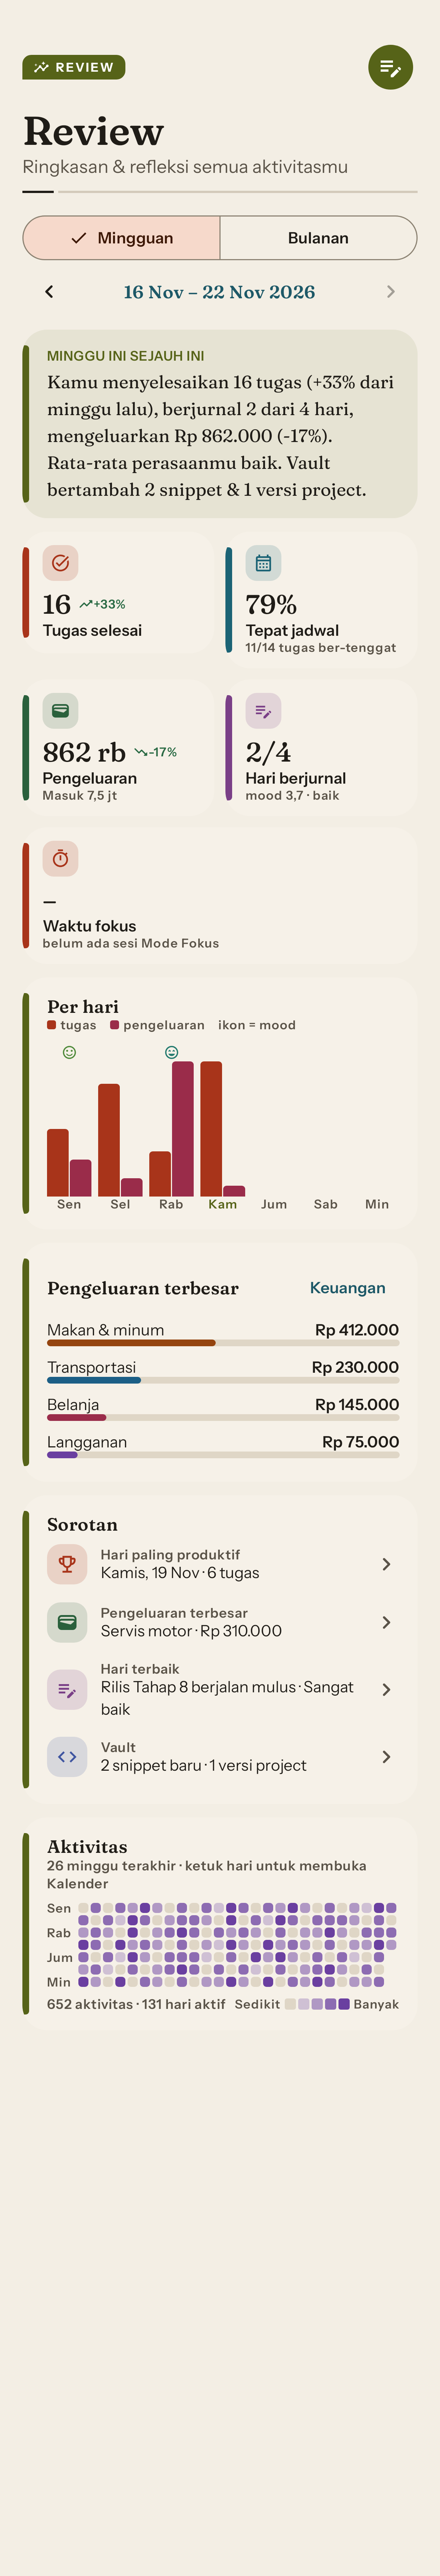 REVIEW
Review
Ringkasan & refleksi semua aktivitasmu
Mingguan
Bulanan
16 Nov – 22 Nov 2026
MINGGU INI SEJAUH INI
Kamu menyelesaikan 16 tugas (+33% dari
minggu lalu), berjurnal 2 dari 4 hari,
mengeluarkan Rp 862.000 (-17%).
Rata-rata perasaanmu baik. Vault
bertambah 2 snippet & 1 versi project.
16 +33%
Tugas selesai
79%
Tepat jadwal
11/14 tugas ber-tenggat
862 rb -17%
Pengeluaran
Masuk 7,5 jt
2/4
Hari berjurnal
mood 3,7 · baik
–
Waktu fokus
belum ada sesi Mode Fokus
Per hari
tugas pengeluaran ikon = mood
Sen Sel Rab Kam Jum Sab Min
Pengeluaran terbesar Keuangan
Makan & minum Rp 412.000
Transportasi Rp 230.000
Belanja Rp 145.000
Langganan Rp 75.000
Sorotan
Hari paling produktif
Kamis, 19 Nov · 6 tugas
Pengeluaran terbesar
Servis motor · Rp 310.000
Hari terbaik
Rilis Tahap 8 berjalan mulus · Sangat
baik
Vault
2 snippet baru · 1 versi project
Aktivitas
26 minggu terakhir · ketuk hari untuk membuka
Kalender
Sen
Rab
Jum
Min
652 aktivitas · 131 hari aktif Sedikit Banyak